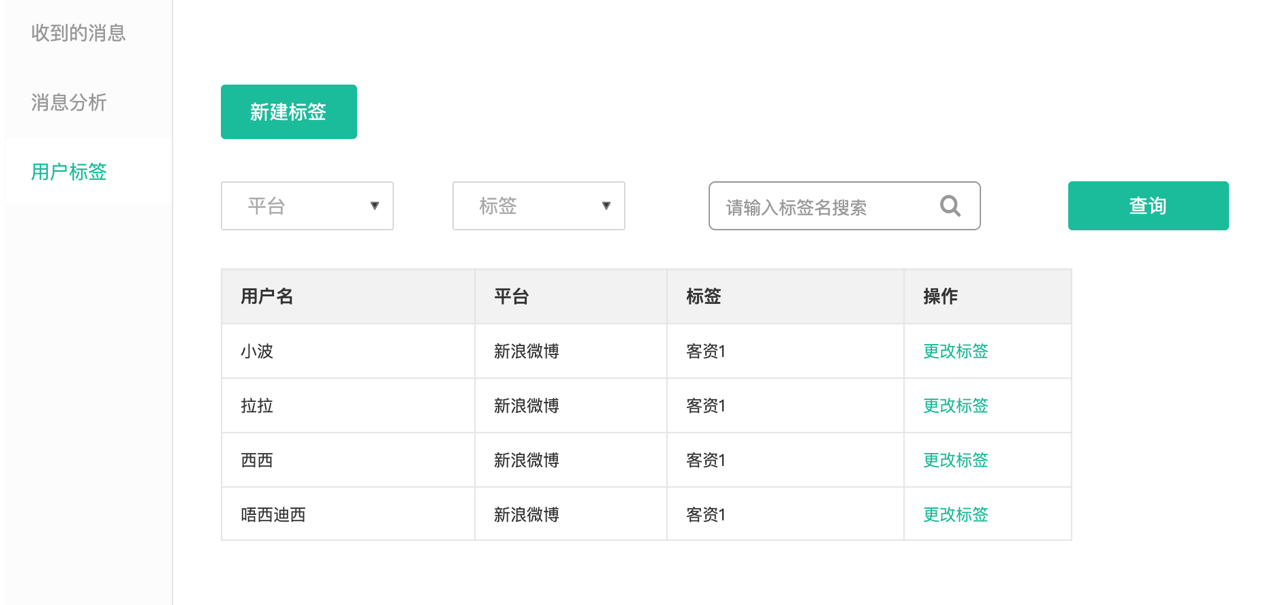 收到的消息
消息分析
用户标签
新建标签
平台 标签 请输入标签名搜索 查询
用户名 平台 标签 操作
小波 新浪微博 客资1 更改标签
拉拉 新浪微博 客资1 更改标签
西西 新浪微博 客资1 更改标签
唔西迪西 新浪微博 客资1 更改标签